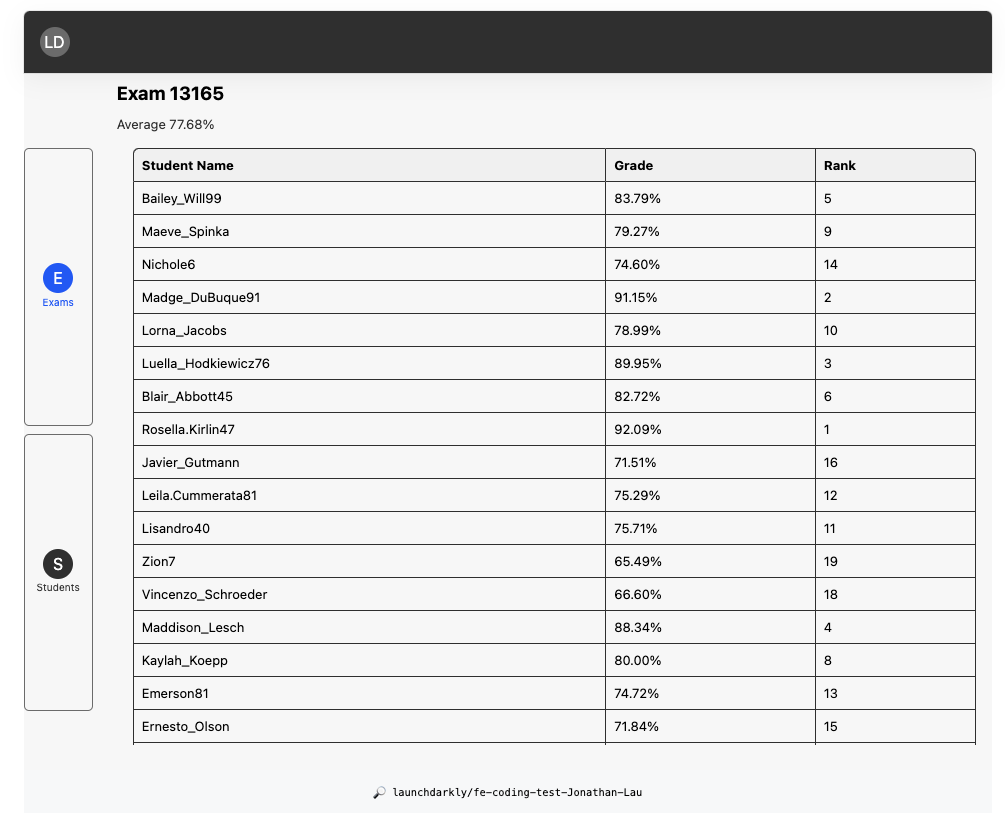 LD
Exam 13165
Average 77.68%
E
Exams
S
Students
Student Name Grade Rank
Bailey_Will99 83.79% 5
Maeve_Spinka 79.27% 9
Nichole6 74.60% 14
Madge_DuBuque91 91.15% 2
Lorna_Jacobs 78.99% 10
Luella_Hodkiewicz76 89.95% 3
Blair_Abbott45 82.72% 6
Rosella.Kirlin47 92.09% 1
Javier_Gutmann 71.51% 16
Leila.Cummerata81 75.29% 12
Lisandro40 75.71% 11
Zion7 65.49% 19
Vincenzo_Schroeder 66.60% 18
Maddison_Lesch 88.34% 4
Kaylah_Koepp 80.00% 8
Emerson81 74.72% 13
Ernesto_Olson 71.84% 15
🔎 launchdarkly/fe-coding-test-Jonathan-Lau